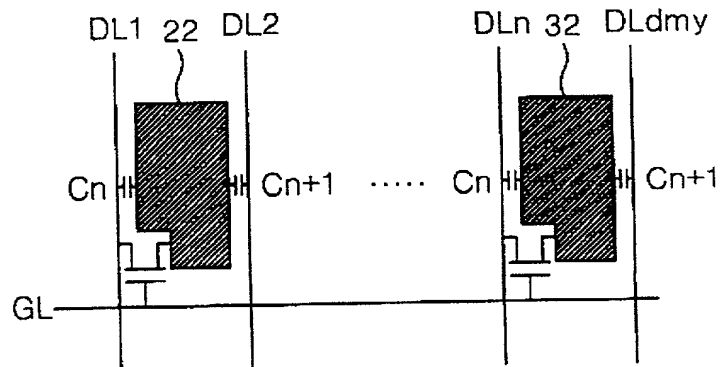 DL1 22 DL2 DLn 32 DLdmy
Cn Cn+1 ..... Cn Cn+1
GL